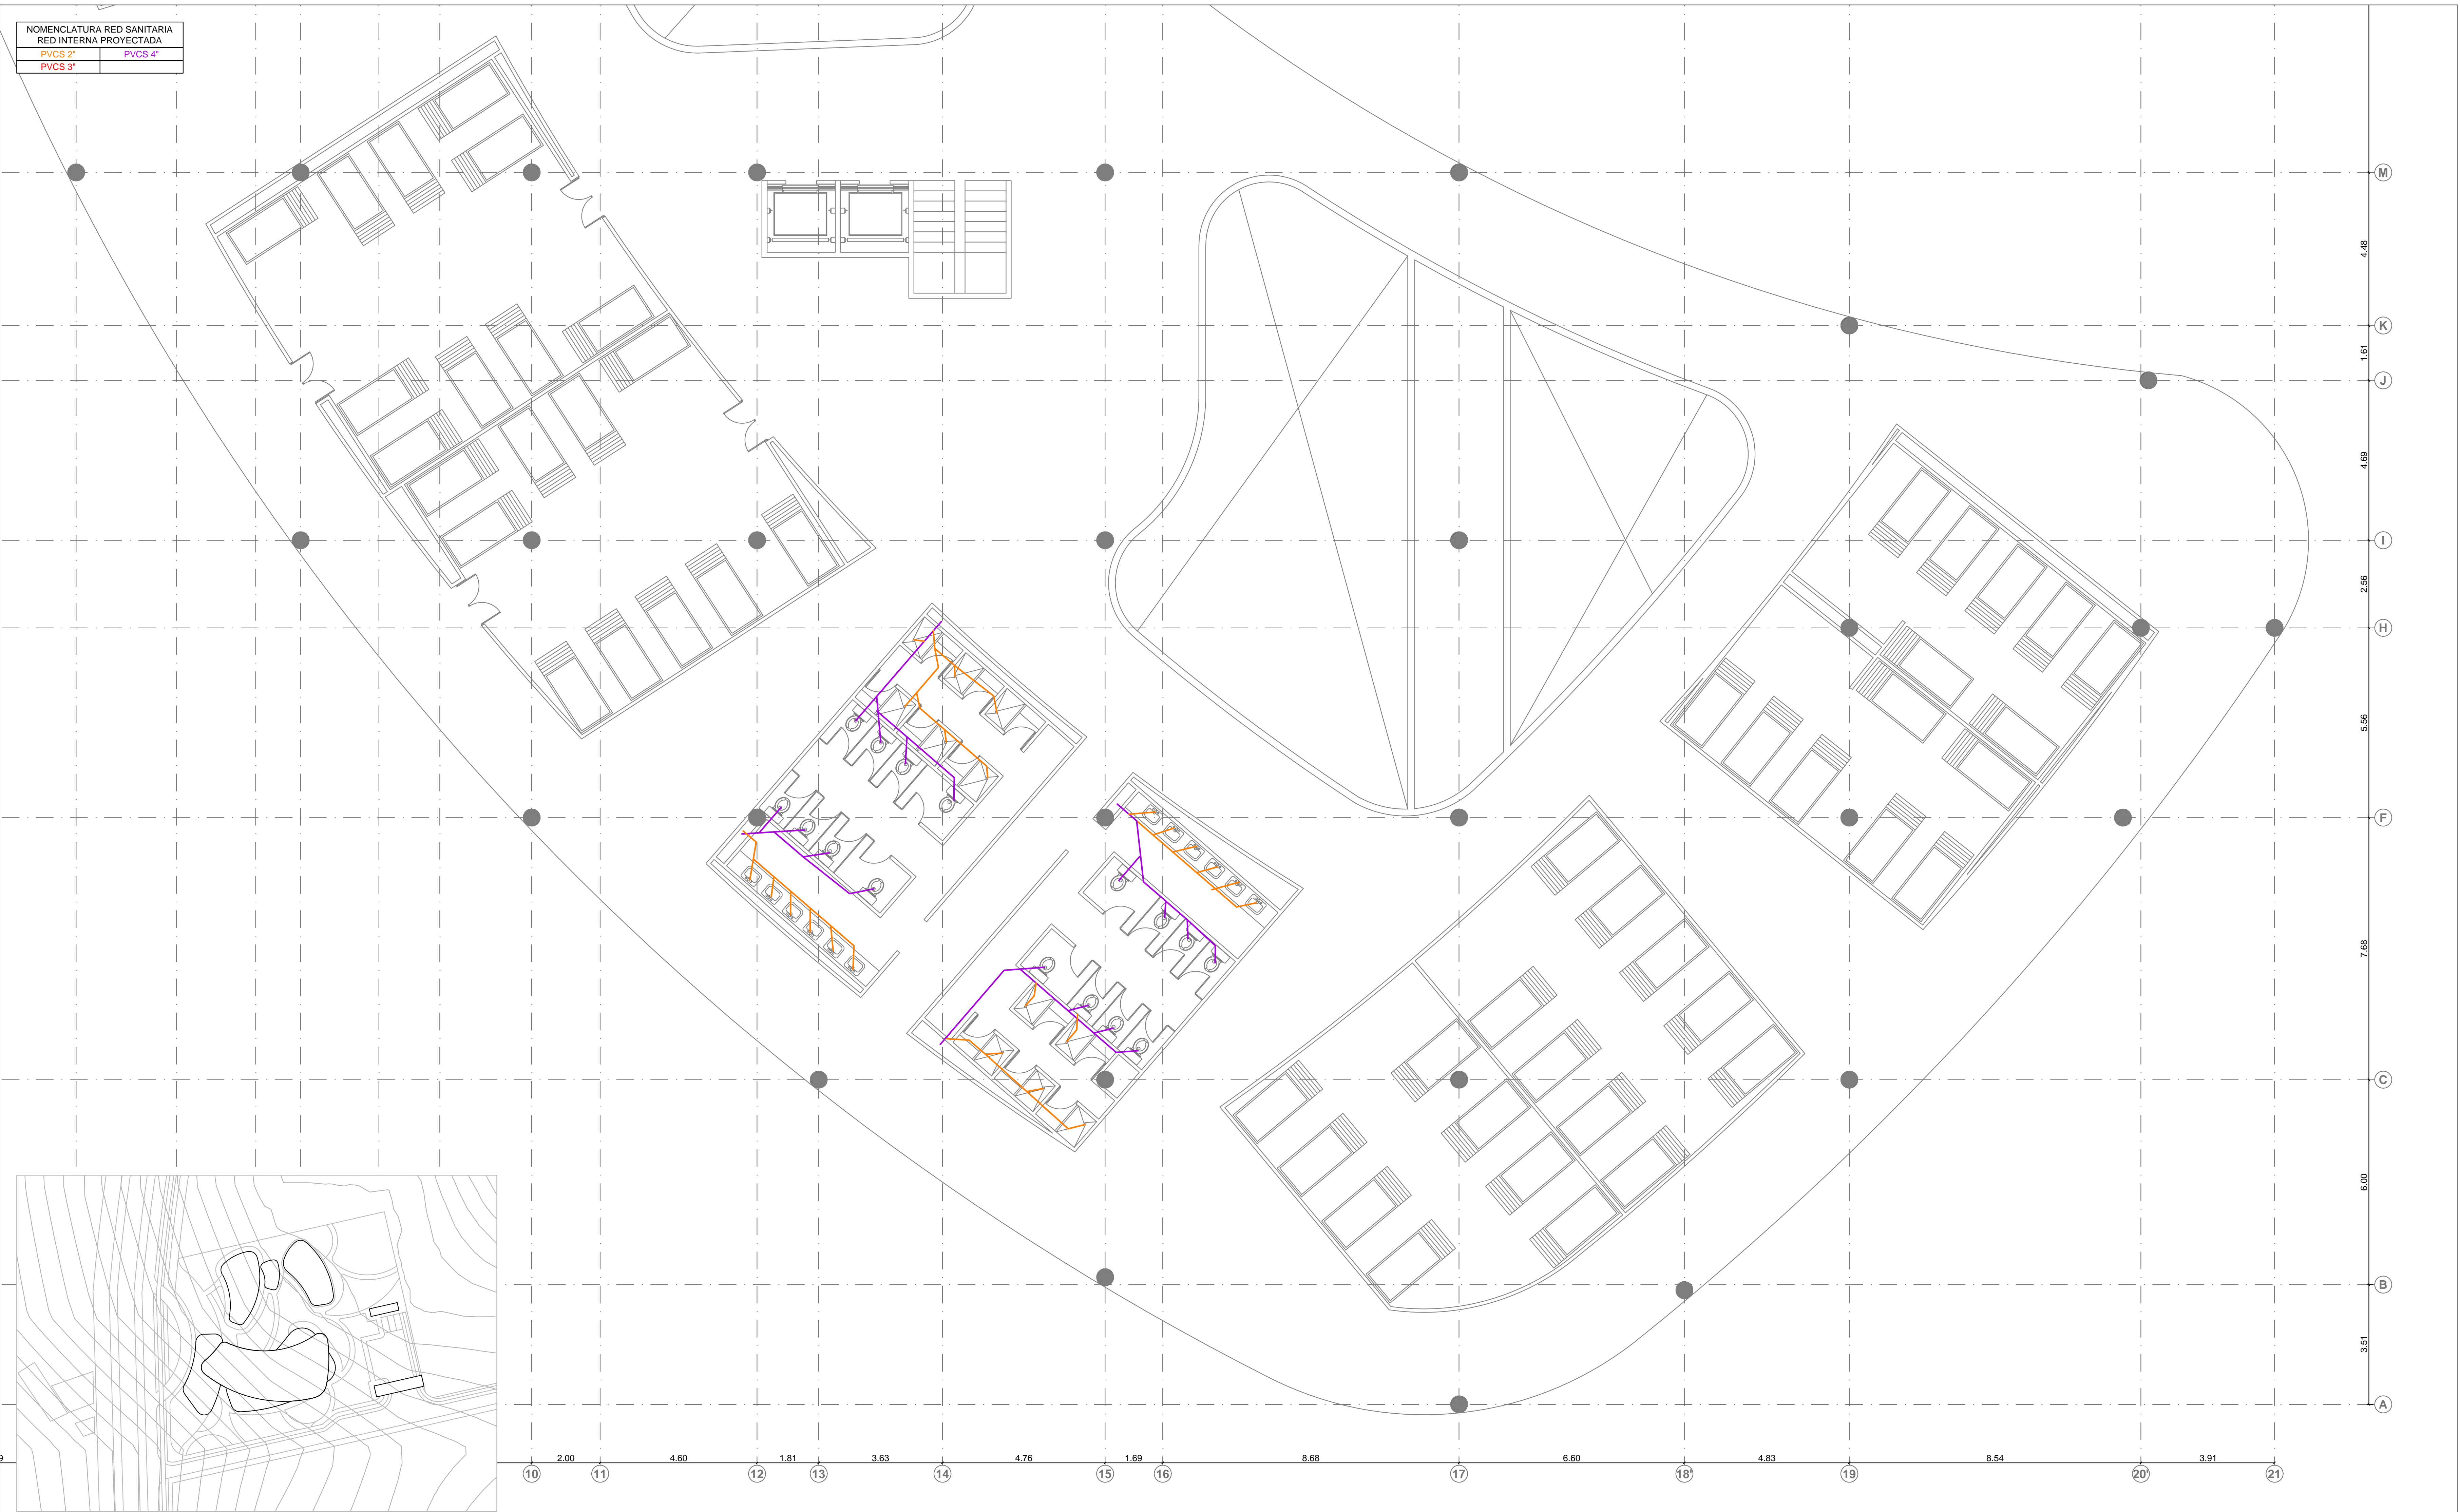 NOMENCLATURA RED SANITARIA
RED INTERNA PROYECTADA
PVCS 2" PVCS 4"
PVCS 3"
M
4.48
K
1.61
J
4.69
I
2.56
H
5.56
F
7.68
C
6.00
B
3.51
A
9 2.00 4.60 1.81 3.63 4.76 1.69 8.68 6.60 4.83 8.54 3.91
10 11 12 13 14 15 16 17 18' 19 20' 21